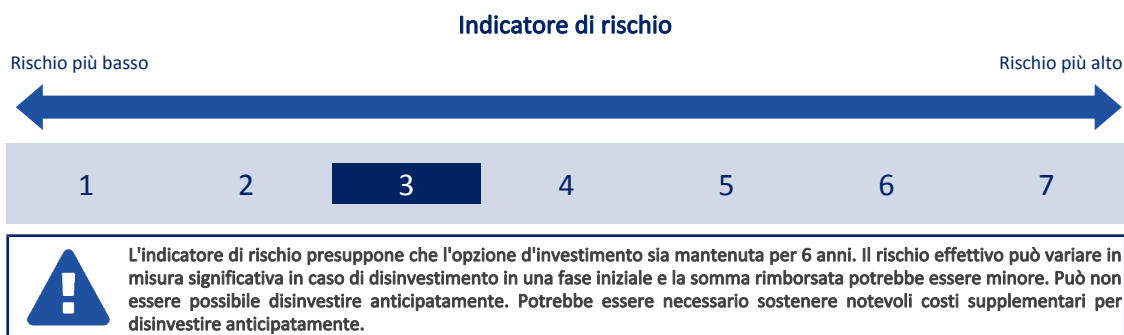 Indicatore di rischio
Rischio più basso
Rischio più alto
1 2 3 4 5 6 7
L'indicatore di rischio presuppone che l'opzione d'investimento sia mantenuta per 6 anni. Il rischio effettivo può variare in
misura significativa in caso di disinvestimento in una fase iniziale e la somma rimborsata potrebbe essere minore. Può non
essere possibile disinvestire anticipatamente. Potrebbe essere necessario sostenere notevoli costi supplementari per
disinvestire anticipatamente.